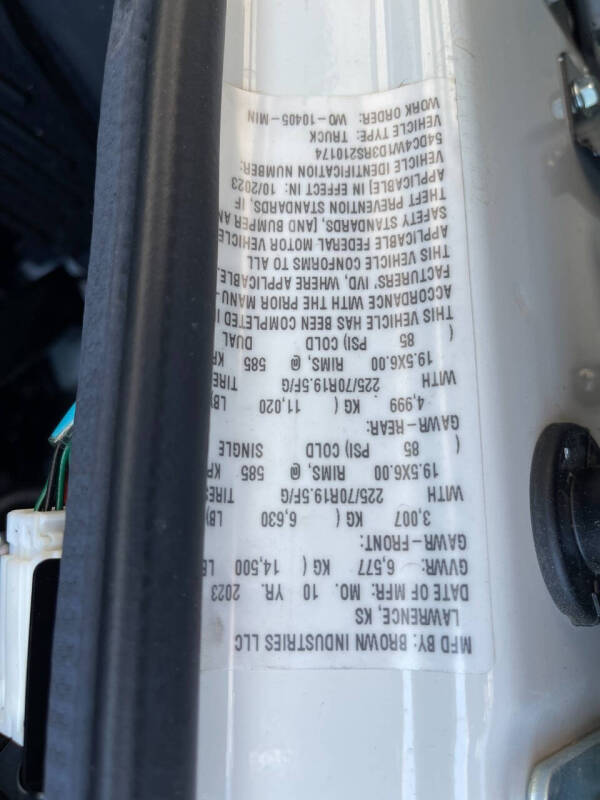 MFD BY: BROWN INDUSTRIES LLC
LAWRENCE, KS
DATE OF MFR: MO. 10 YR. 2023
GVWR: 6,577 KG ( 14,500 LB
GAWR-FRONT:
3,007 KG ( 6,630 LB)
WITH 225/70R19.5F/G TIRES
19.5X6.00 RIMS, @ 585 KP
( 85 PSI) COLD SINGLE
GAWR-REAR:
4,999 KG ( 11,020 LB)
WITH 225/70R19.5F/G TIRE
19.5X6.00 RIMS, @ 585 KP
( 85 PSI) COLD DUAL
THIS VEHICLE HAS BEEN COMPLETED I
ACCORDANCE WITH THE PRIOR MANU-
FACTURERS' IVD, WHERE APPLICABLE.
THIS VEHICLE CONFORMS TO ALL
APPLICABLE FEDERAL MOTOR VEHICLE
SAFETY STANDARDS, [AND BUMPER AN
THEFT PREVENTION STANDARDS, IF
APPLICABLE] IN EFFECT IN: 10/2023
VEHICLE IDENTIFICATION NUMBER:
54DC4W1D3RS210174
VEHICLE TYPE: TRUCK
WORK ORDER: WO-10405-MIN